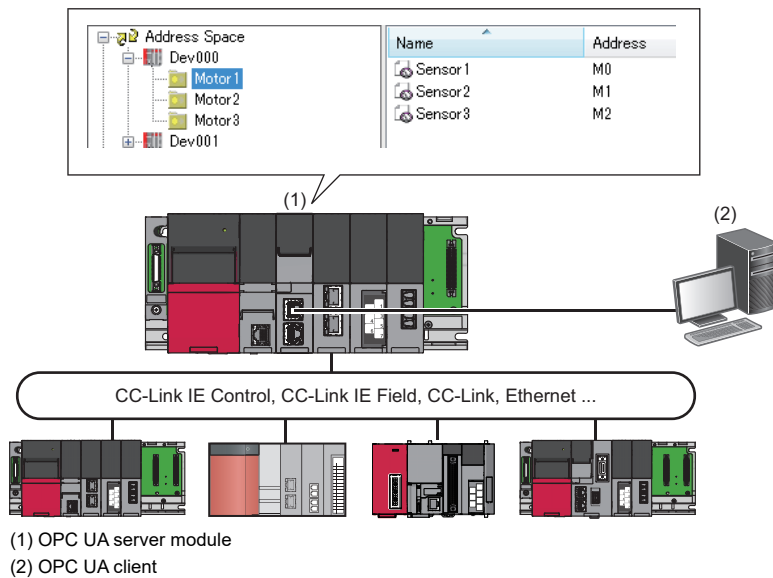 Address Space
Dev000
Motor1
Motor2
Motor3
Dev001
Name Address
Sensor1 M0
Sensor2 M1
Sensor3 M2
(1)
(2)
CC-Link IE Control, CC-Link IE Field, CC-Link, Ethernet ...
(1) OPC UA server module
(2) OPC UA client